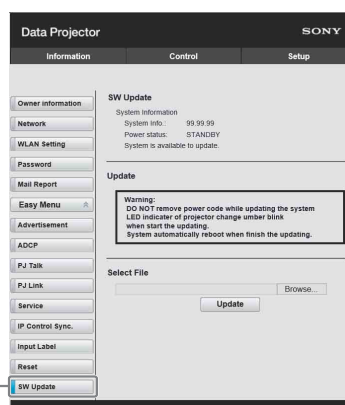 Data Projector SONY
Information Control Setup
Owner information
Network
WLAN Setting
Password
Mail Report
Easy Menu
Advertisement
ADCP
PJ Talk
PJ Link
Service
IP Control Sync.
Input Label
Reset
SW Update
SW Update
System Information
System Info.: 99.99.99
Power status: STANDBY
System is available to update.
Update
Warning:
DO NOT remove power code while updating the system
LED indicater of projector change umber blink
when start the updating.
System automatically reboot when finish the updating.
Select File
Browse...
Update